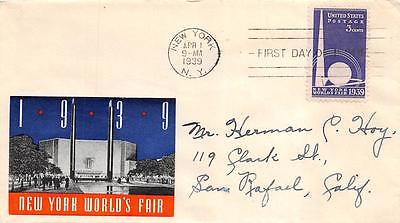 NEW YORK
APR 1
9-AM
1939
N. Y.
FIRST DAY OF ISSUE
UNITED STATES
POSTAGE
3 CENTS
NEW YORK
WORLD'S FAIR 1939
1·9·3·9
NEW YORK WORLD'S FAIR
Mr. Herman C. Hoy,
119 Clark St.,
San Rafael, Calif.